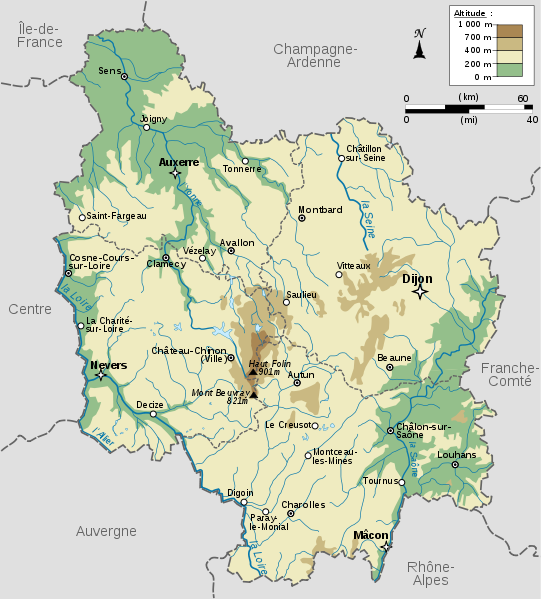 Île-de-
France
Champagne-
Ardenne
Altitude :
1 000 m
700 m
400 m
200 m
0 m
N
0 (km) 60
0 (mi) 40
Sens
Joigny
Auxerre
Tonnerre
l'Yonne
Châtillon
sur-Seine
la Seine
Saint-Fargeau
Montbard
Avallon
Vézelay
Clamecy
Cosne-Cours-
sur-Loire
la Loire
Vitteaux
Dijon
Saulieu
Centre
La Charité-
sur-Loire
Château-Chinon
(Ville)
Haut Folin
901m
Beaune
Nevers
Autun
Franche-
Comté
Mont Beuvray
821m
Decize
l'Aller
Le Creusot
Châlon-sur-
Saône
la Saône
Louhans
Montceau-
les-Mines
Tournus
Digoin
Charolles
Paray-
le-Monial
Auvergne
la Loire
Mâcon
Rhône-
Alpes